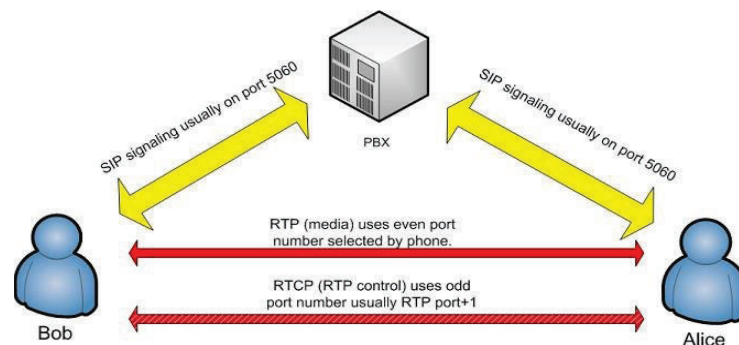 SIP signaling usually on port 5060
SIP signaling usually on port 5060
PBX
RTP (media) uses even port
number selected by phone.
RTCP (RTP control) uses odd
port number usually RTP port+1
Bob
Alice